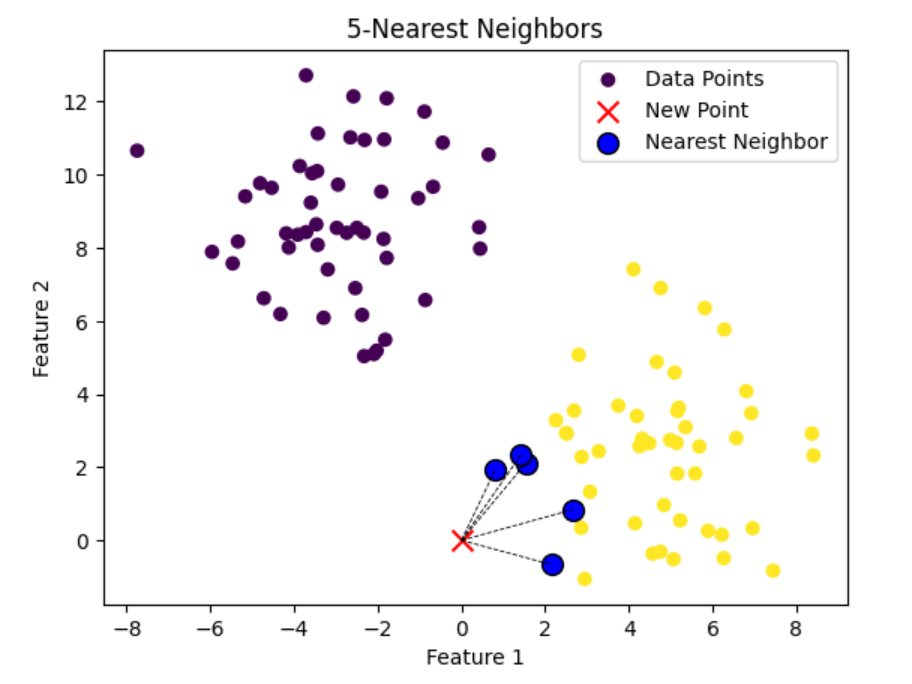 5-Nearest Neighbors
Data Points
New Point
Nearest Neighbor
12
10
8
6
4
2
0
Feature 2
−8 −6 −4 −2 0 2 4 6 8
Feature 1